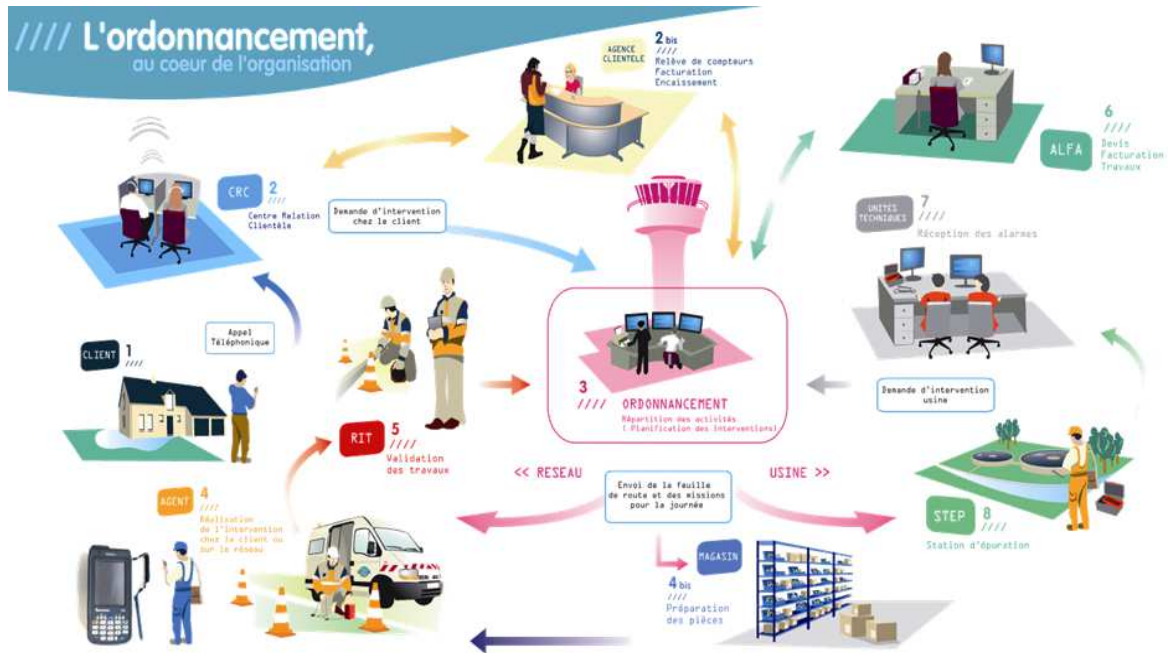 //// L'ordonnancement,
au coeur de l'organisation
AGENCE
CLIENTELE
2 bis
////
Relève de compteurs
Facturation
Encaissement
ALFA
6
////
Devis
Facturation
Travaux
CRC
2
////
Centre Relation
Clientèle
Demande d'intervention
chez le client
UNITES
TECHNIQUES
7
////
Réception des alarmes
Appel
Téléphonique
CLIENT
1
////
3
//// ORDONNANCEMENT
Répartition des activités
( Planification des Interventions)
Demande d'intervention
usine
RIT
5
////
Validation
des travaux
<< RESEAU
USINE >>
Envoi de la feuille
de route et des missions
pour la journée
AGENT
4
////
Réalisation
de l'intervention
chez le client ou
sur le réseau
STEP
8
////
Station d'épuration
MAGASIN
4 bis
////
Préparation
des pièces